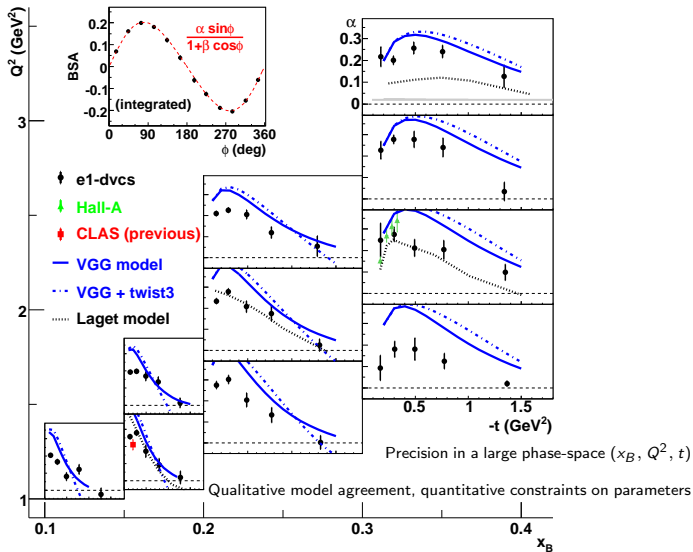 Q² (GeV²)
3
2
1
0.1
0.2
0.3
0.4
x_B
BSA
0.2
0.1
0
-0.1
-0.2
(integrated)
α sinφ
1+β cosφ
0
90
180
270
360
φ (deg)
e1-dvcs
Hall-A
CLAS (previous)
VGG model
VGG + twist3
Laget model
α
0.3
0.2
0.1
0
0
0.5
1
1.5
-t (GeV²)
Precision in a large phase-space (x_B, Q², t)
Qualitative model agreement, quantitative constraints on parameters